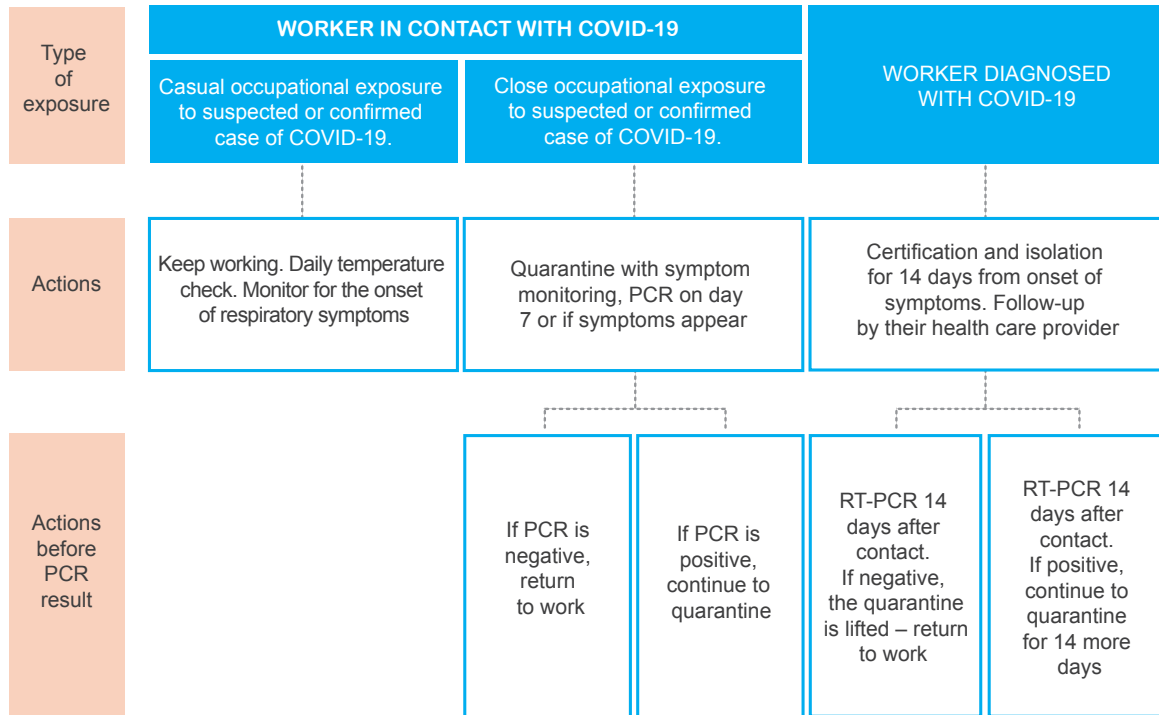 Type
of
exposure
WORKER IN CONTACT WITH COVID-19
Casual occupational exposure
to suspected or confirmed
case of COVID-19.
Close occupational exposure
to suspected or confirmed
case of COVID-19.
WORKER DIAGNOSED
WITH COVID-19
Actions
Keep working. Daily temperature
check. Monitor for the onset
of respiratory symptoms
Quarantine with symptom
monitoring, PCR on day
7 or if symptoms appear
Certification and isolation
for 14 days from onset of
symptoms. Follow-up
by their health care provider
Actions
before
PCR
result
If PCR is
negative,
return
to work
If PCR is
positive,
continue to
quarantine
RT-PCR 14
days after
contact.
If negative,
the quarantine
is lifted – return
to work
RT-PCR 14
days after
contact.
If positive,
continue to
quarantine
for 14 more
days